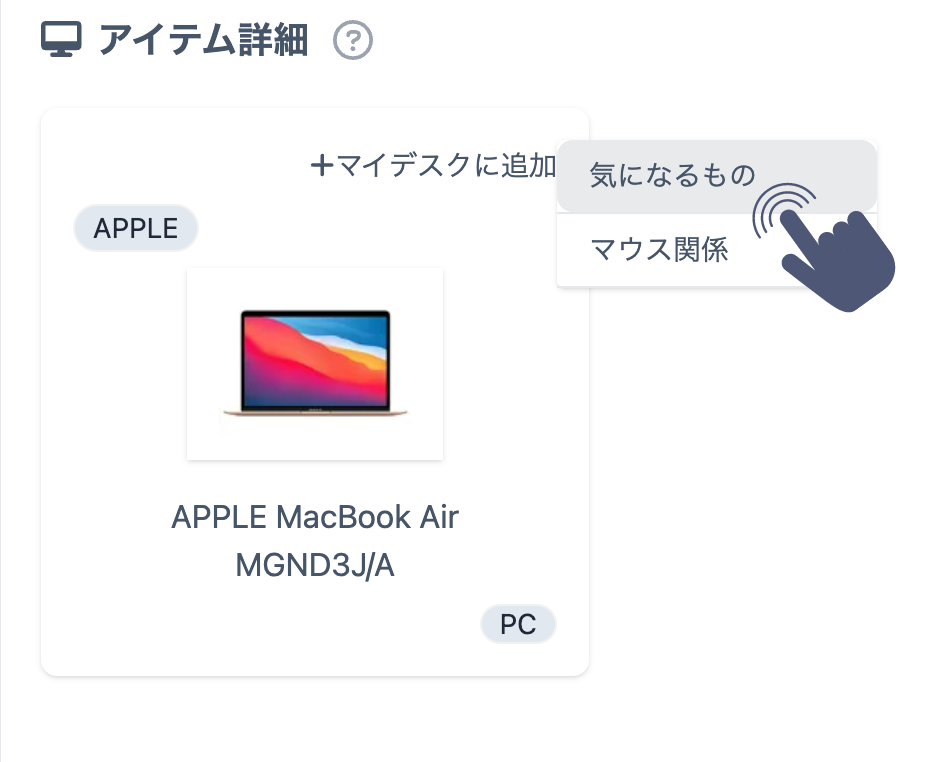 アイテム詳細 ?
+マイデスクに追加
気になるもの
マウス関係
APPLE
APPLE MacBook Air
MGND3J/A
PC